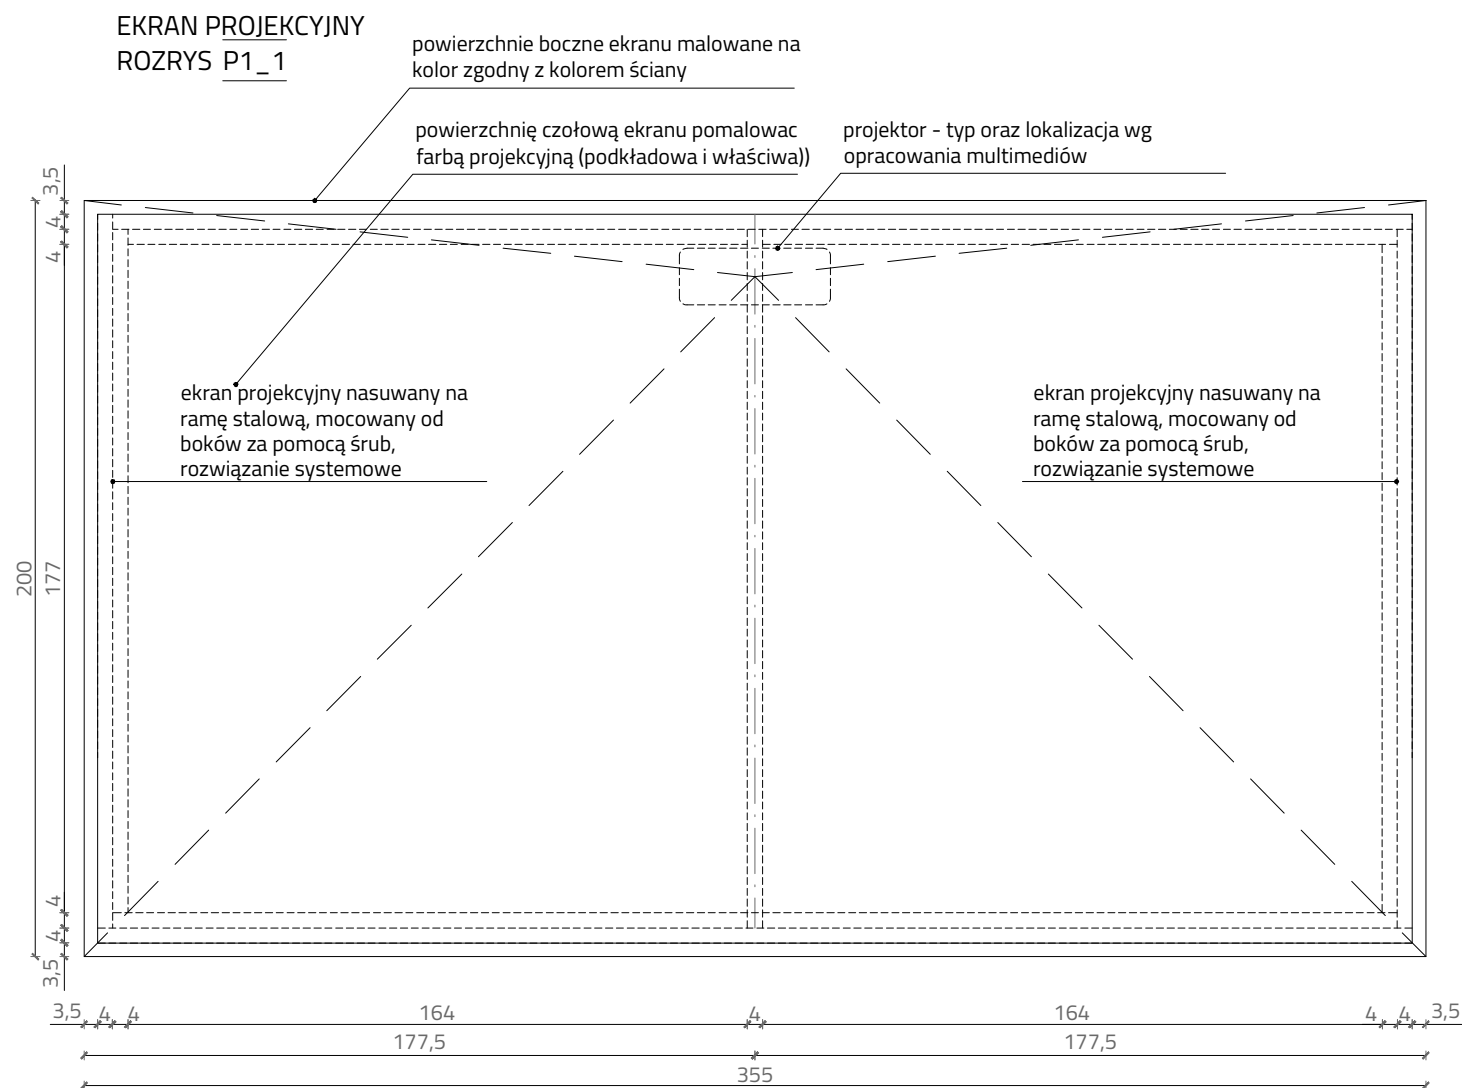 EKRAN PROJEKCYJNY
ROZRYS P1_1
powierzchnie boczne ekranu malowane na
kolor zgodny z kolorem ściany
powierzchnię czołową ekranu pomalowac
farbą projekcyjną (podkładowa i właściwa))
projektor - typ oraz lokalizacja wg
opracowania multimediów
ekran projekcyjny nasuwany na
ramę stalową, mocowany od
boków za pomocą śrub,
rozwiązanie systemowe
ekran projekcyjny nasuwany na
ramę stalową, mocowany od
boków za pomocą śrub,
rozwiązanie systemowe
3,5
4
4
177
200
4
4
3,5
3,5 4 4 164 4 164 4 4 3,5
177,5 177,5
355